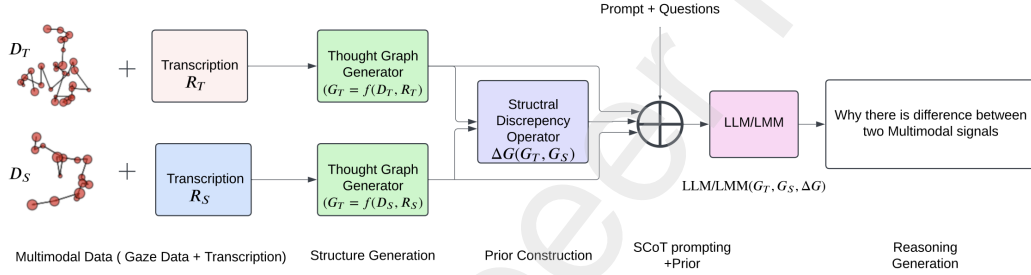 Prompt + Questions
D_T
+
Transcription
R_T
Thought Graph
Generator
(G_T = f(D_T, R_T)
Structral
Discrepency
Operator
ΔG(G_T, G_S)
LLM/LMM
Why there is difference between
two Multimodal signals
D_S
+
Transcription
R_S
Thought Graph
Generator
(G_T = f(D_S, R_S)
LLM/LMM(G_T, G_S, ΔG)
Multimodal Data ( Gaze Data + Transcription)
Structure Generation
Prior Construction
SCoT prompting
+Prior
Reasoning
Generation